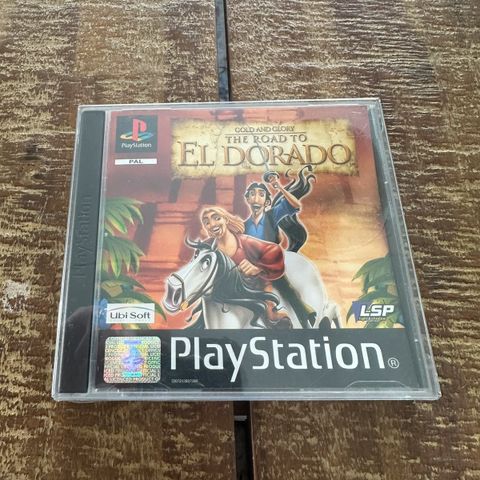 GOLD AND GLORY
THE ROAD TO
EL DORADO
PlayStation
PAL
PlayStation
Ubi Soft
LSP
PlayStation®